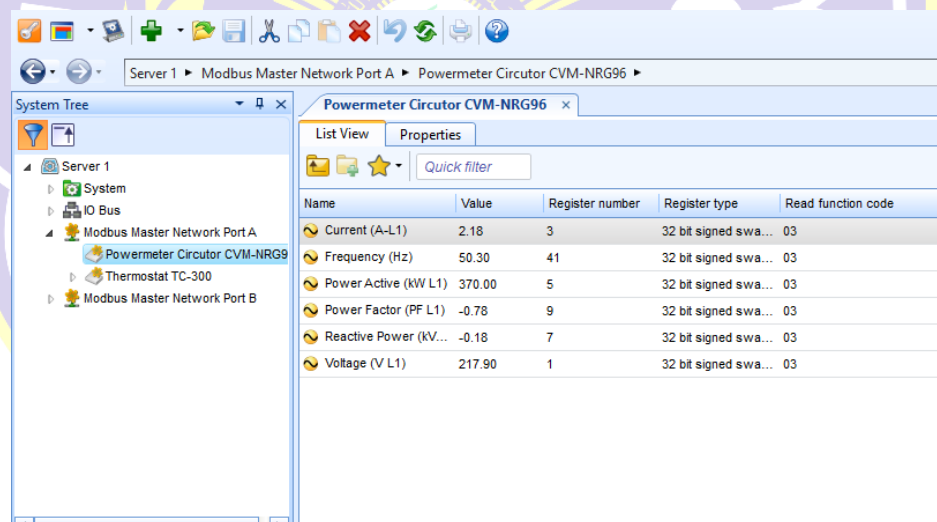 Server 1 ► Modbus Master Network Port A ► Powermeter Circutor CVM-NRG96 ►
System Tree
Powermeter Circutor CVM-NRG96
List View Properties
Quick filter
Server 1
System
IO Bus
Modbus Master Network Port A
Powermeter Circutor CVM-NRG9
Thermostat TC-300
Modbus Master Network Port B
Name Value Register number Register type Read function code
Current (A-L1) 2.18 3 32 bit signed swa... 03
Frequency (Hz) 50.30 41 32 bit signed swa... 03
Power Active (kW L1) 370.00 5 32 bit signed swa... 03
Power Factor (PF L1) -0.78 9 32 bit signed swa... 03
Reactive Power (kV... -0.18 7 32 bit signed swa... 03
Voltage (V L1) 217.90 1 32 bit signed swa... 03